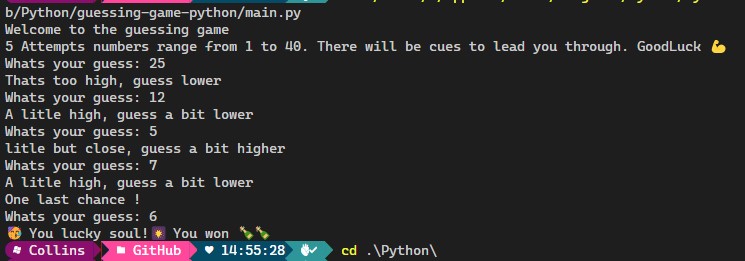 b/Python/guessing-game-python/main.py
Welcome to the guessing game
5 Attempts numbers range from 1 to 40. There will be cues to lead you through. GoodLuck 💪
Whats your guess: 25
Thats too high, guess lower
Whats your guess: 12
A litle high, guess a bit lower
Whats your guess: 5
litle but close, guess a bit higher
Whats your guess: 7
A litle high, guess a bit lower
One last chance !
Whats your guess: 6
🥳 You lucky soul!🎇 You won 🍾🍾
Collins GitHub ♥ 14:55:28 cd .\Python\